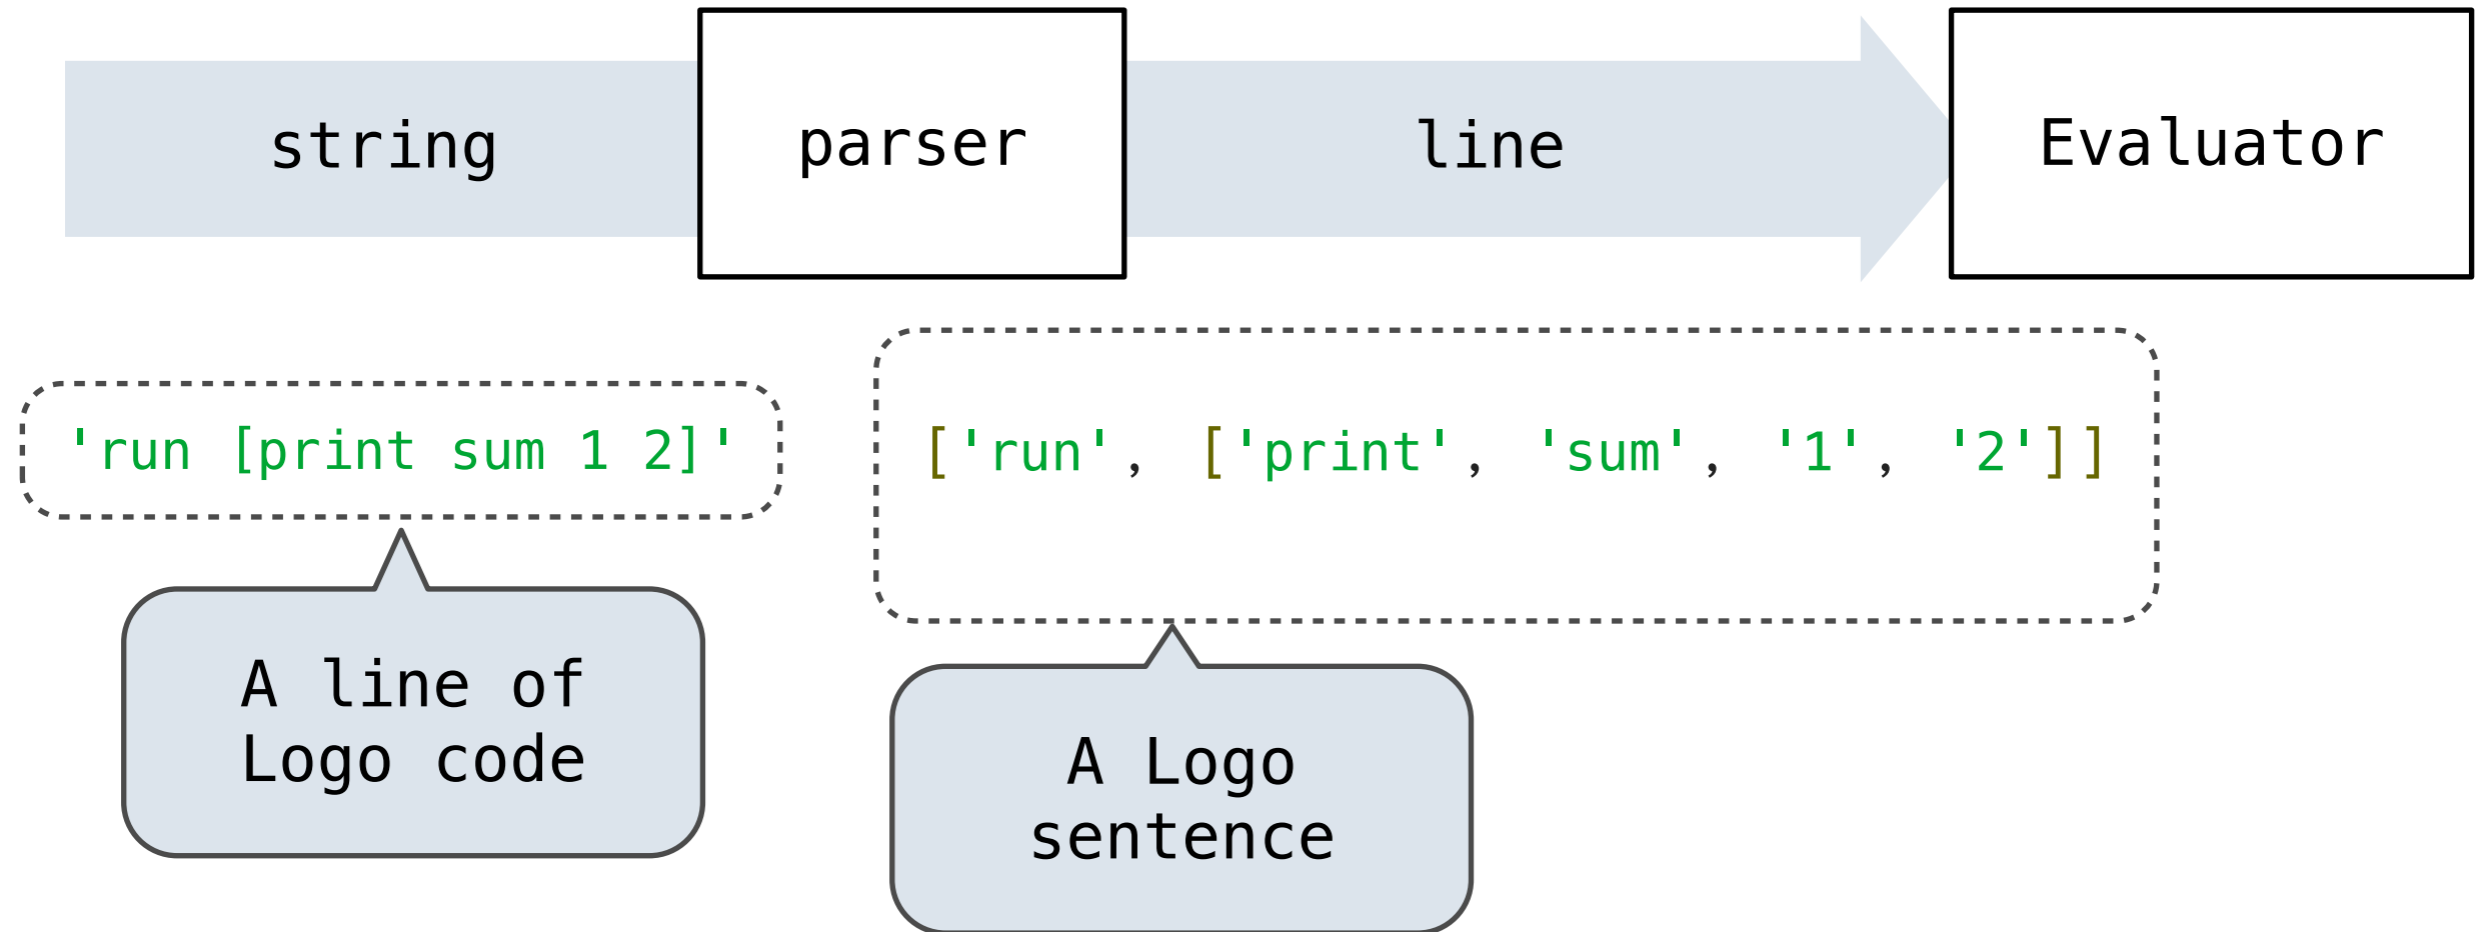 string
parser
line
Evaluator
'run [print sum 1 2]'
['run', ['print', 'sum', '1', '2']]
A line of
Logo code
A Logo
sentence